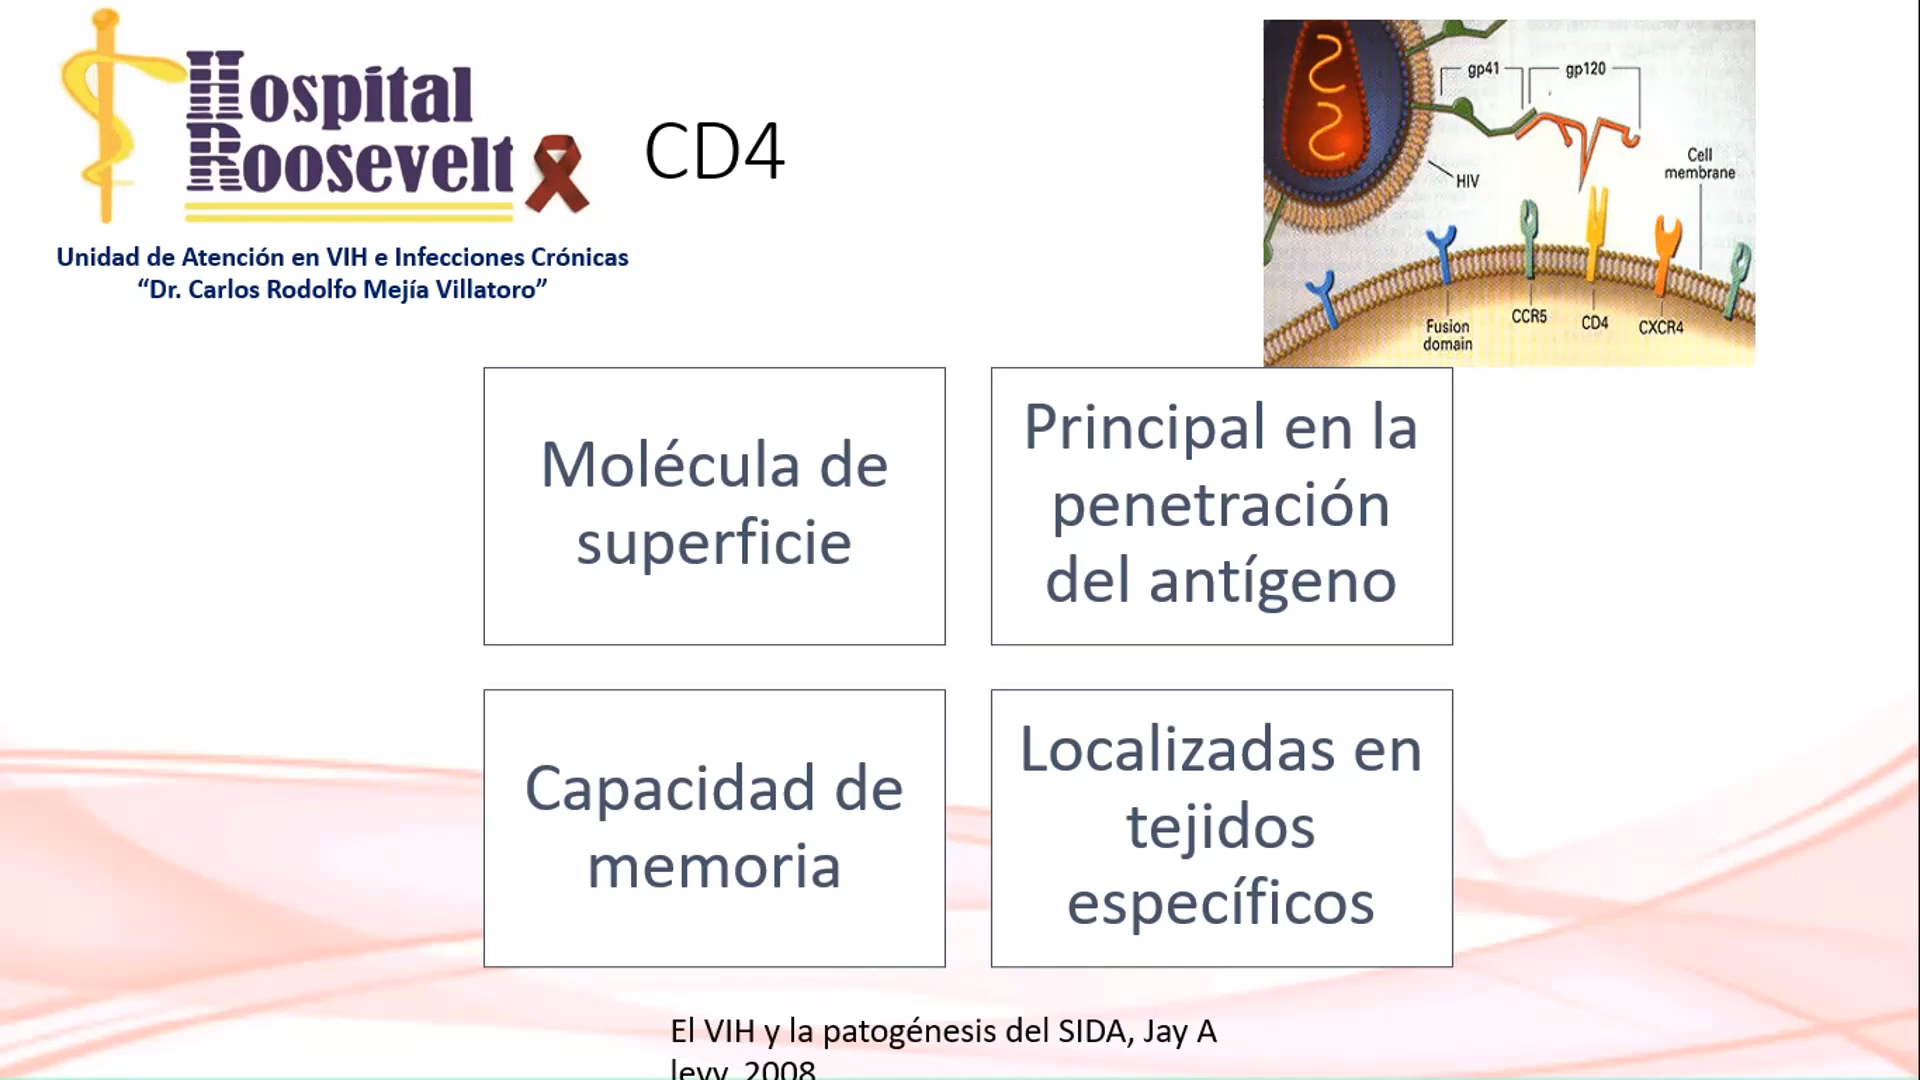 Hospital
Roosevelt
CD4
Unidad de Atención en VIH e Infecciones Crónicas
“Dr. Carlos Rodolfo Mejía Villatoro”
gp41
gp120
Cell
membrane
HIV
Fusion
domain
CCR5
CD4
CXCR4
Molécula de
superficie
Principal en la
penetración
del antígeno
Capacidad de
memoria
Localizadas en
tejidos
específicos
El VIH y la patogénesis del SIDA, Jay A
levy, 2008